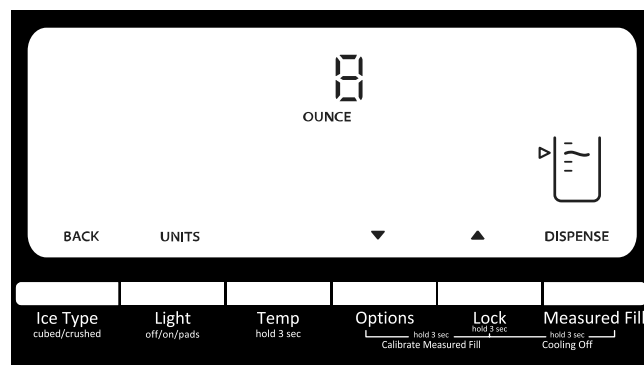 8
OUNCE
BACK UNITS ▼ ▲ DISPENSE
Ice Type Light Temp Options Lock Measured Fill
cubed/crushed off/on/pads hold 3 sec hold 3 sec hold 3 sec hold 3 sec
Calibrate Measured Fill Cooling Off